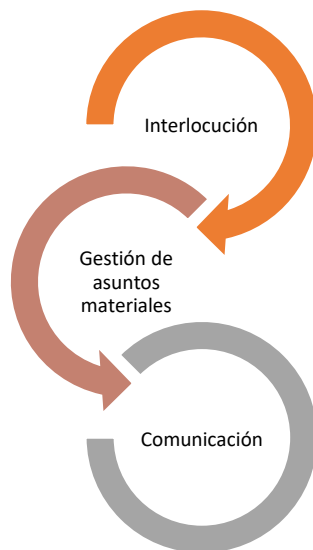 Interlocución
Gestión de
asuntos
materiales
Comunicación